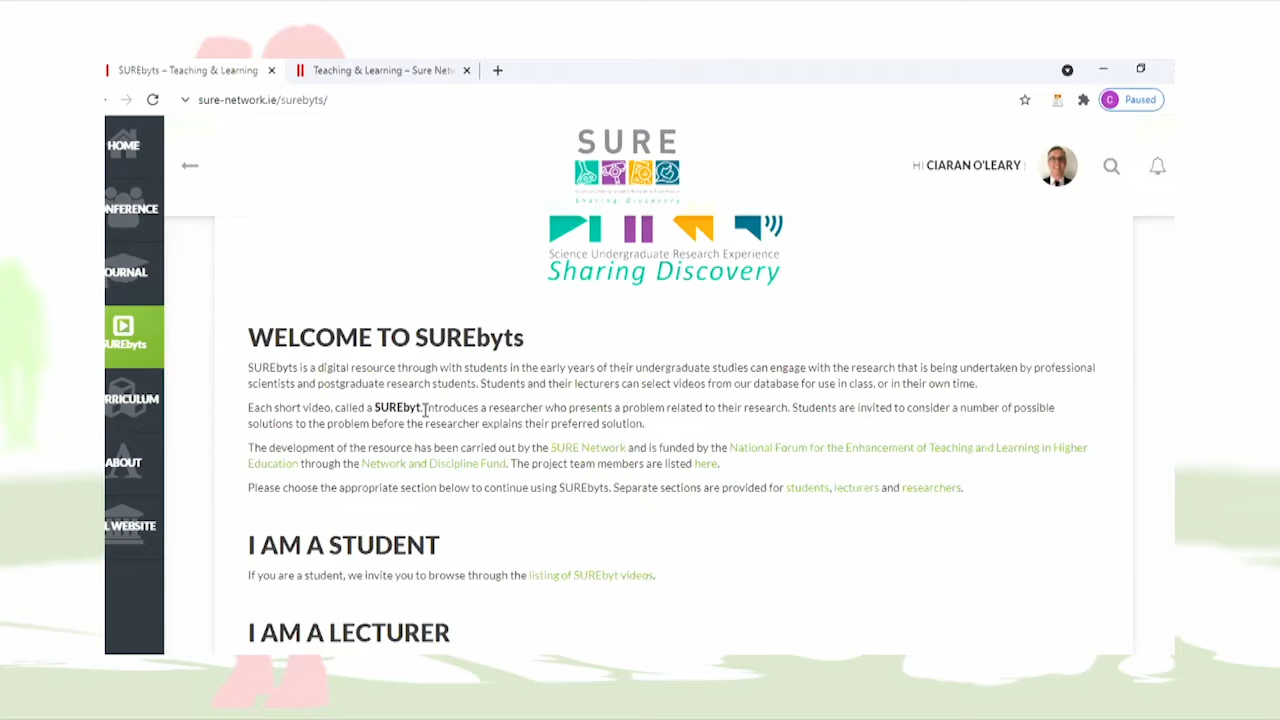 SUREbyts – Teaching & Learning
Teaching & Learning – Sure Netw
sure-network.ie/surebyts/
Paused
HOME
SURE
HI CIARAN O'LEARY !
Sharing Discovery
NFERENCE
Science Undergraduate Research Experience
Sharing Discovery
OURNAL
WELCOME TO SUREbyts
SUREbyts
SUREbyts is a digital resource through with students in the early years of their undergraduate studies can engage with the research that is being undertaken by professional
scientists and postgraduate research students. Students and their lecturers can select videos from our database for use in class, or in their own time.
RRICULUM
Each short video, called a SUREbyt, introduces a researcher who presents a problem related to their research. Students are invited to consider a number of possible
solutions to the problem before the researcher explains their preferred solution.
The development of the resource has been carried out by the SURE Network and is funded by the National Forum for the Enhancement of Teaching and Learning in Higher
Education through the Network and Discipline Fund. The project team members are listed here.
ABOUT
Please choose the appropriate section below to continue using SUREbyts. Separate sections are provided for students, lecturers and researchers.
L WEBSITE
I AM A STUDENT
If you are a student, we invite you to browse through the listing of SUREbyt videos.
I AM A LECTURER